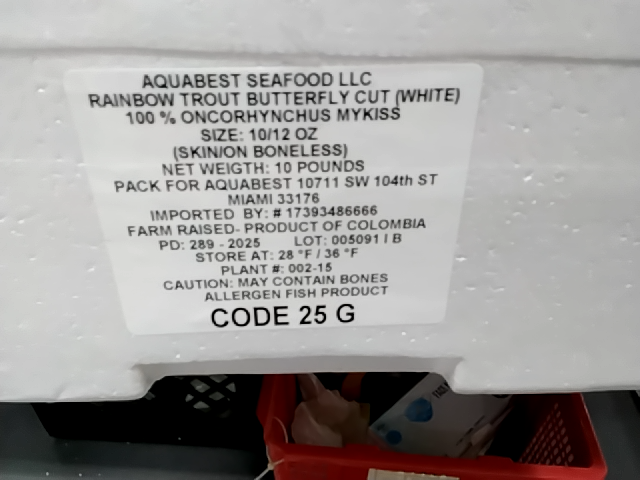 AQUABEST SEAFOOD LLC
RAINBOW TROUT BUTTERFLY CUT (WHITE)
100 % ONCORHYNCHUS MYKISS
SIZE: 10/12 OZ
(SKIN/ON BONELESS)
NET WEIGTH: 10 POUNDS
PACK FOR AQUABEST 10711 SW 104th ST
MIAMI 33176
IMPORTED BY: # 17393486666
FARM RAISED- PRODUCT OF COLOMBIA
PD: 289 - 2025 LOT: 005091 I B
STORE AT: 28 °F / 36 °F
PLANT #: 002-15
CAUTION: MAY CONTAIN BONES
ALLERGEN FISH PRODUCT
CODE 25 G